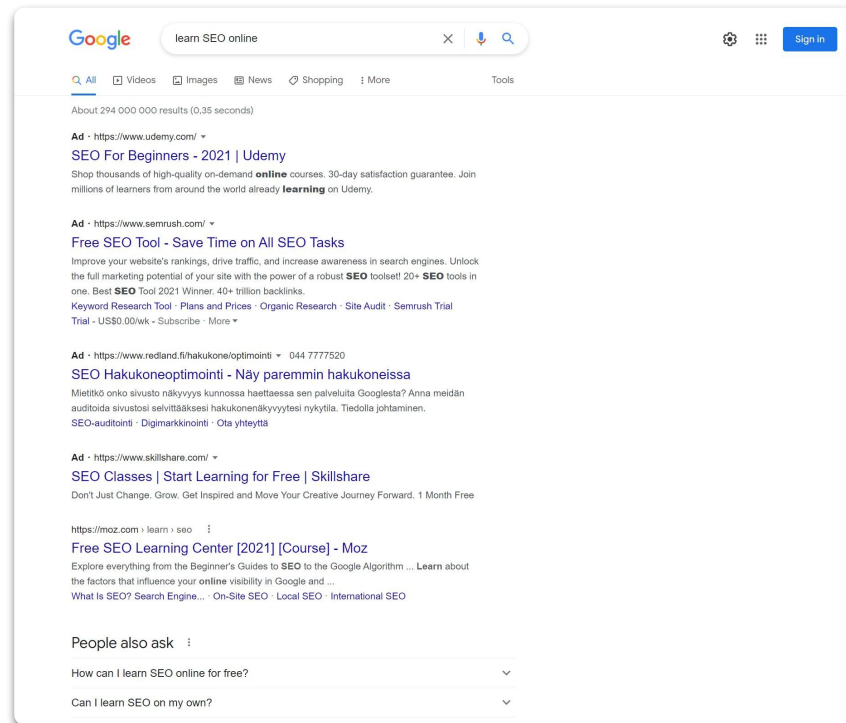 Google
learn SEO online
Sign in
All Videos Images News Shopping More Tools
About 294 000 000 results (0,35 seconds)
Ad · https://www.udemy.com/
SEO For Beginners - 2021 | Udemy
Shop thousands of high-quality on-demand online courses. 30-day satisfaction guarantee. Join
millions of learners from around the world already learning on Udemy.
Ad · https://www.semrush.com/
Free SEO Tool - Save Time on All SEO Tasks
Improve your website's rankings, drive traffic, and increase awareness in search engines. Unlock
the full marketing potential of your site with the power of a robust SEO toolset! 20+ SEO tools in
one. Best SEO Tool 2021 Winner. 40+ trillion backlinks.
Keyword Research Tool · Plans and Prices · Organic Research · Site Audit · Semrush Trial
Trial - US$0.00/wk - Subscribe · More
Ad · https://www.redland.fi/hakukone/optimointi 044 7777520
SEO Hakukoneoptimointi - Näy paremmin hakukoneissa
Mietitkö onko sivusto näkyvyys kunnossa haettaessa sen palveluita Googlesta? Anna meidän
auditoida sivustosi selvittääksesi hakukonenäkyvyytesi nykytila. Tiedolla johtaminen.
SEO-auditointi · Digimarkkinointi · Ota yhteyttä
Ad · https://www.skillshare.com/
SEO Classes | Start Learning for Free | Skillshare
Don't Just Change. Grow. Get Inspired and Move Your Creative Journey Forward. 1 Month Free
https://moz.com › learn › seo
Free SEO Learning Center [2021] [Course] - Moz
Explore everything from the Beginner's Guides to SEO to the Google Algorithm ... Learn about
the factors that influence your online visibility in Google and ...
What Is SEO? Search Engine... · On-Site SEO · Local SEO · International SEO
People also ask
How can I learn SEO online for free?
Can I learn SEO on my own?